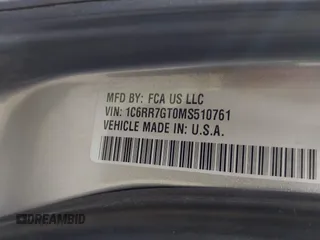 MFD BY: FCA US LLC
VIN: 1C6RR7GT0MS510761
VEHICLE MADE IN: U.S.A.
DREAMBID